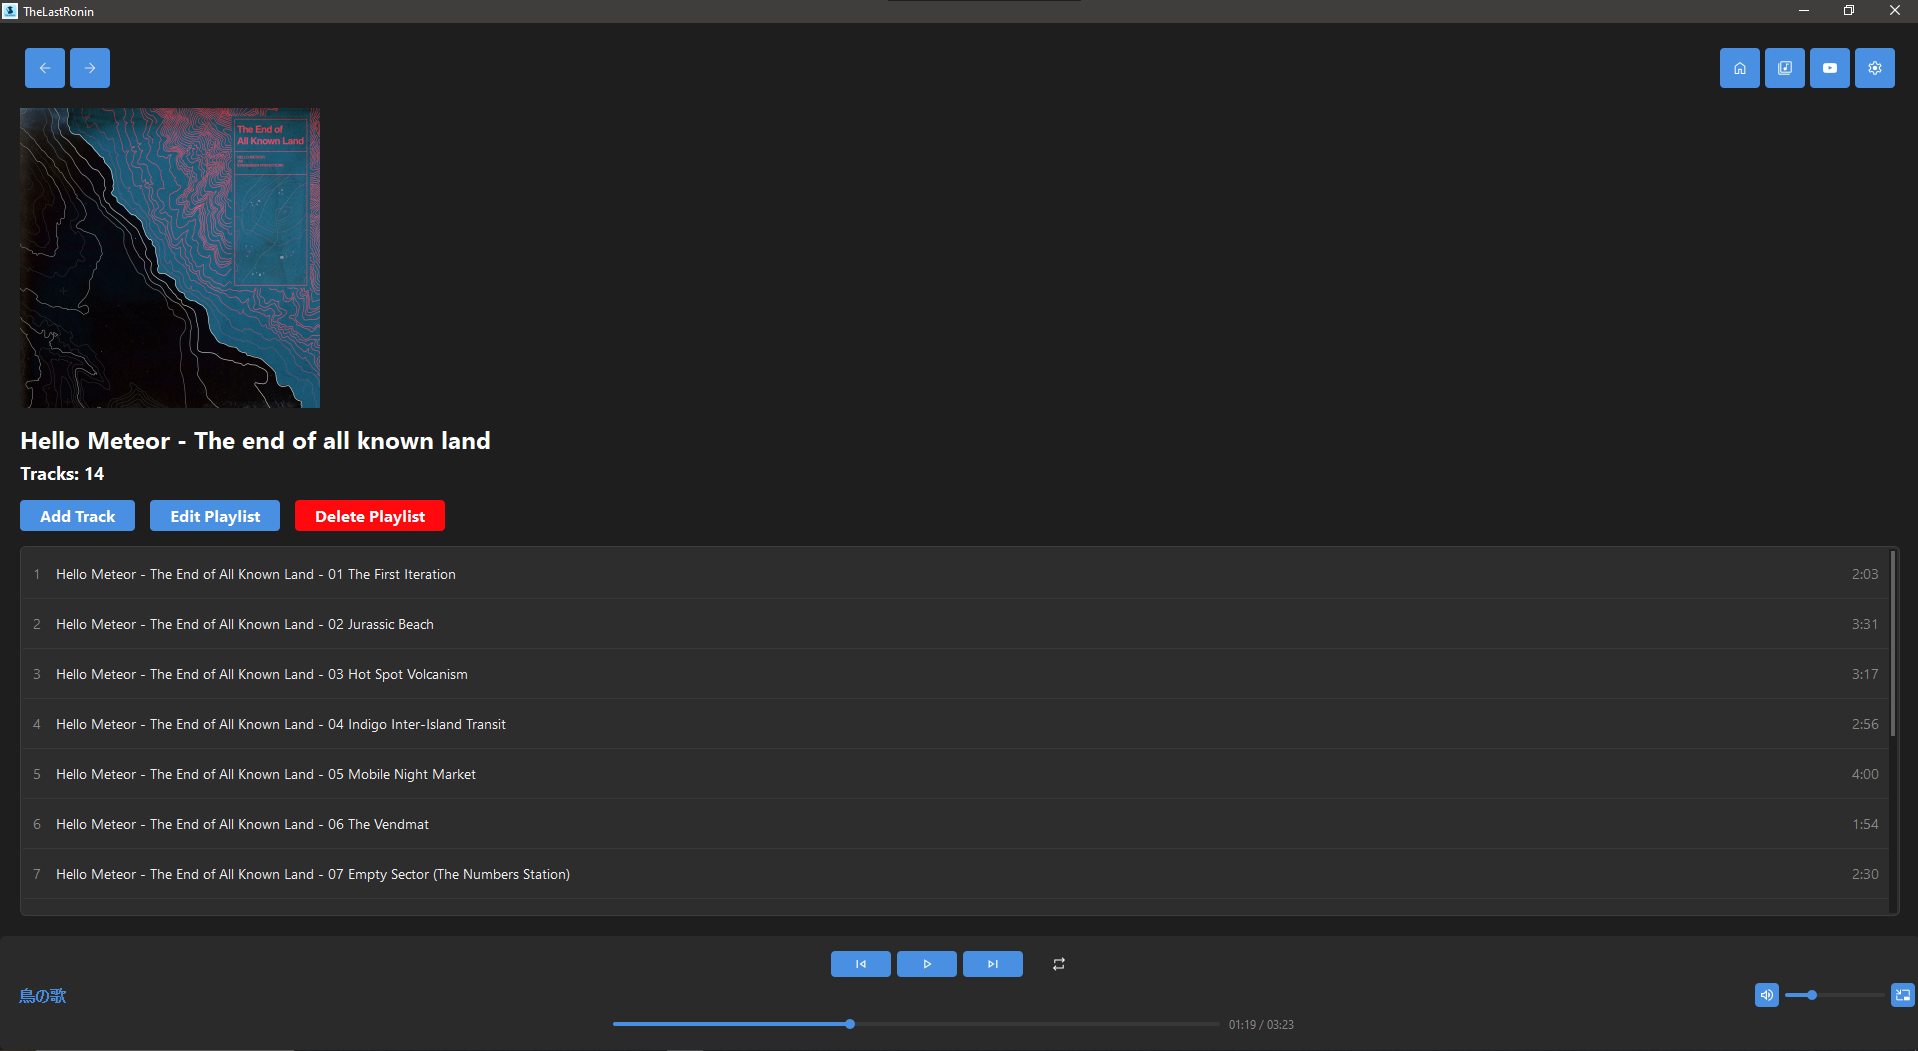 TheLastRonin
The End of
All Known Land
Hello Meteor - The end of all known land
Tracks: 14
Add Track Edit Playlist Delete Playlist
1 Hello Meteor - The End of All Known Land - 01 The First Iteration 2:03
2 Hello Meteor - The End of All Known Land - 02 Jurassic Beach 3:31
3 Hello Meteor - The End of All Known Land - 03 Hot Spot Volcanism 3:17
4 Hello Meteor - The End of All Known Land - 04 Indigo Inter-Island Transit 2:56
5 Hello Meteor - The End of All Known Land - 05 Mobile Night Market 4:00
6 Hello Meteor - The End of All Known Land - 06 The Vendmat 1:54
7 Hello Meteor - The End of All Known Land - 07 Empty Sector (The Numbers Station) 2:30
鳥の歌
01:19 / 03:23